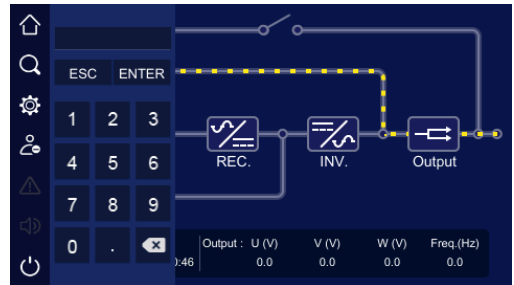 ESC ENTER
1 2 3
4 5 6
7 8 9
0 .
REC. INV. Output
Output : U (V) V (V) W (V) Freq.(Hz)
):46 0.0 0.0 0.0 0.0